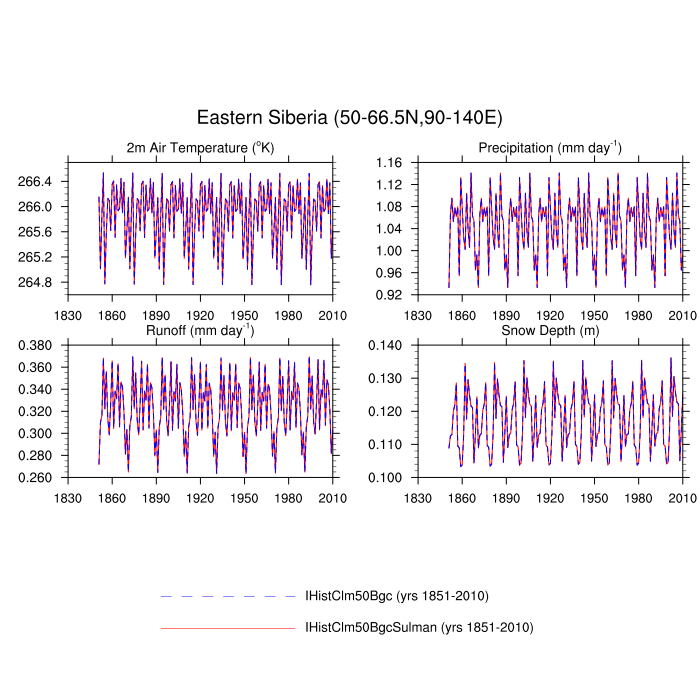 Eastern Siberia (50-66.5N,90-140E)
2m Air Temperature (°K)
Precipitation (mm day⁻¹)
266.4
266.0
265.6
265.2
264.8
1830 1860 1890 1920 1950 1980 2010
1.16
1.12
1.08
1.04
1.00
0.96
0.92
1830 1860 1890 1920 1950 1980 2010
Runoff (mm day⁻¹)
Snow Depth (m)
0.380
0.360
0.340
0.320
0.300
0.280
0.260
1830 1860 1890 1920 1950 1980 2010
0.140
0.130
0.120
0.110
0.100
1830 1860 1890 1920 1950 1980 2010
IHistClm50Bgc (yrs 1851-2010)
IHistClm50BgcSulman (yrs 1851-2010)